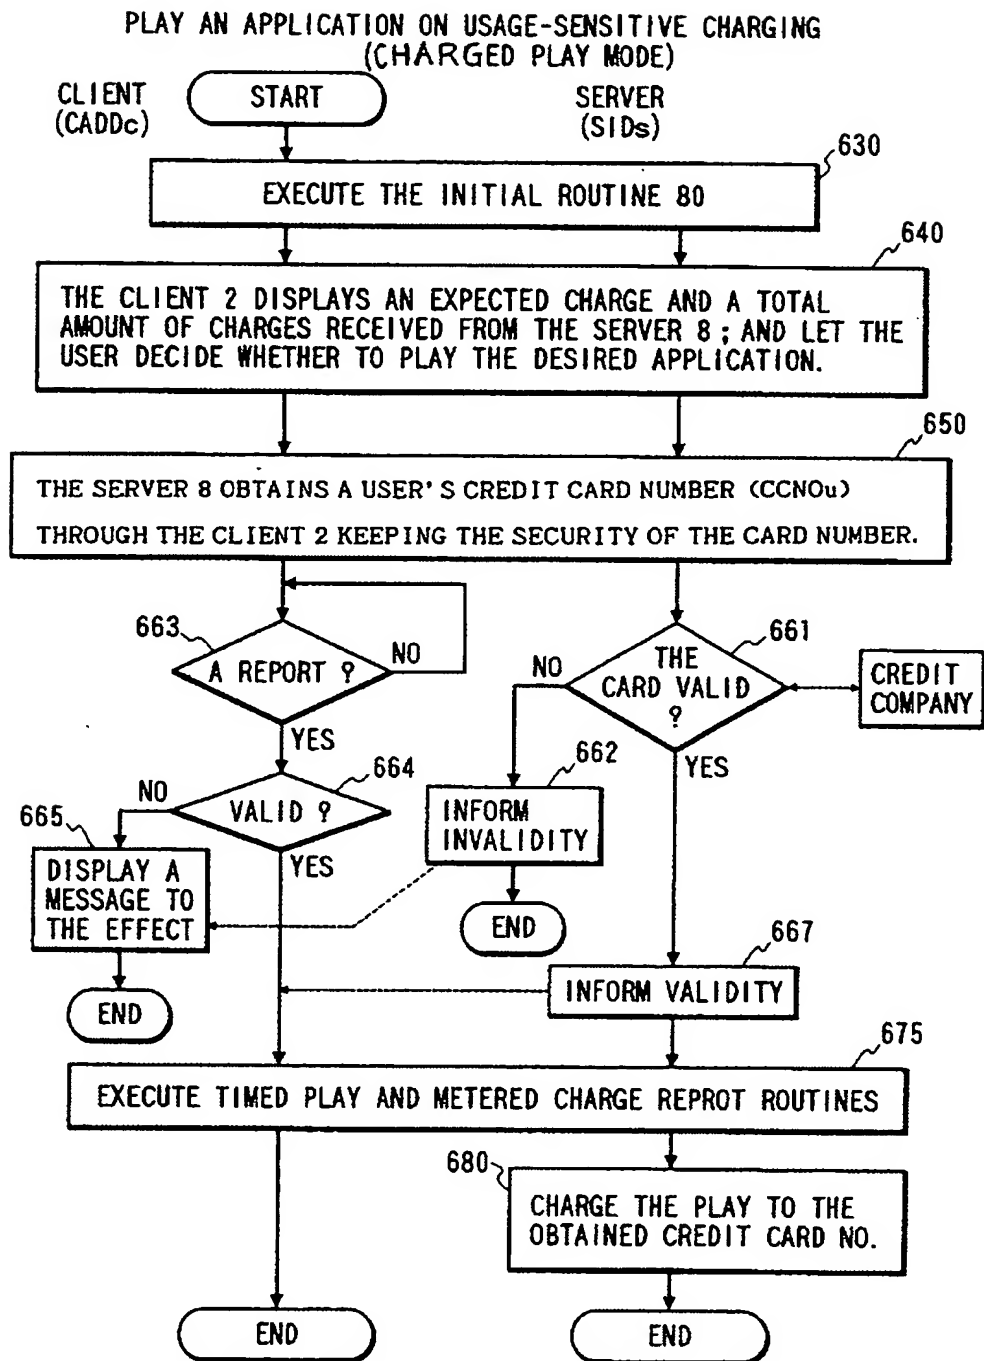 PLAY AN APPLICATION ON USAGE-SENSITIVE CHARGING
(CHARGED PLAY MODE)
CLIENT
(CADDc)
START
SERVER
(SIDs)
630
EXECUTE THE INITIAL ROUTINE 80
640
THE CLIENT 2 DISPLAYS AN EXPECTED CHARGE AND A TOTAL
AMOUNT OF CHARGES RECEIVED FROM THE SERVER 8 ; AND LET THE
USER DECIDE WHETHER TO PLAY THE DESIRED APPLICATION.
650
THE SERVER 8 OBTAINS A USER'S CREDIT CARD NUMBER (CCNOu)
THROUGH THE CLIENT 2 KEEPING THE SECURITY OF THE CARD NUMBER.
663
A REPORT ?
NO
YES
661
THE
CARD VALID
?
NO
YES
CREDIT
COMPANY
664
VALID ?
NO
YES
662
INFORM
INVALIDITY
END
665
DISPLAY A
MESSAGE TO
THE EFFECT
END
667
INFORM VALIDITY
675
EXECUTE TIMED PLAY AND METERED CHARGE REPROT ROUTINES
680
CHARGE THE PLAY TO THE
OBTAINED CREDIT CARD NO.
END
END